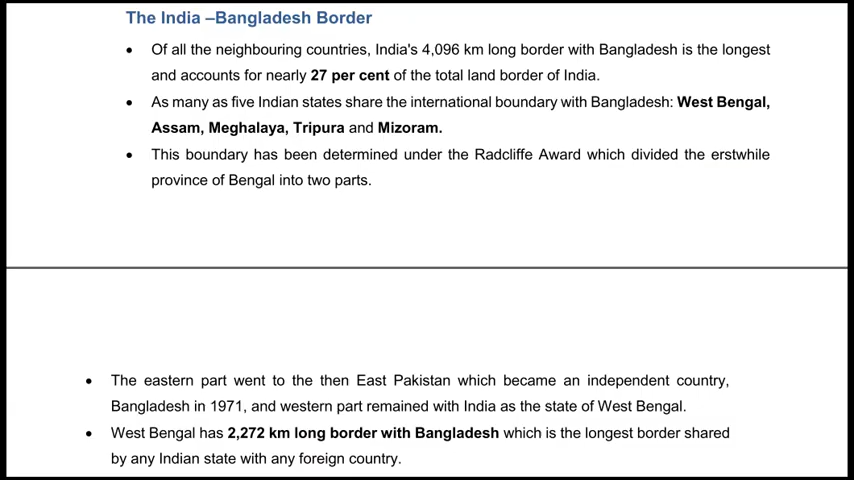 The India –Bangladesh Border
• Of all the neighbouring countries, India's 4,096 km long border with Bangladesh is the longest
and accounts for nearly 27 per cent of the total land border of India.
• As many as five Indian states share the international boundary with Bangladesh: West Bengal,
Assam, Meghalaya, Tripura and Mizoram.
• This boundary has been determined under the Radcliffe Award which divided the erstwhile
province of Bengal into two parts.
• The eastern part went to the then East Pakistan which became an independent country,
Bangladesh in 1971, and western part remained with India as the state of West Bengal.
• West Bengal has 2,272 km long border with Bangladesh which is the longest border shared
by any Indian state with any foreign country.